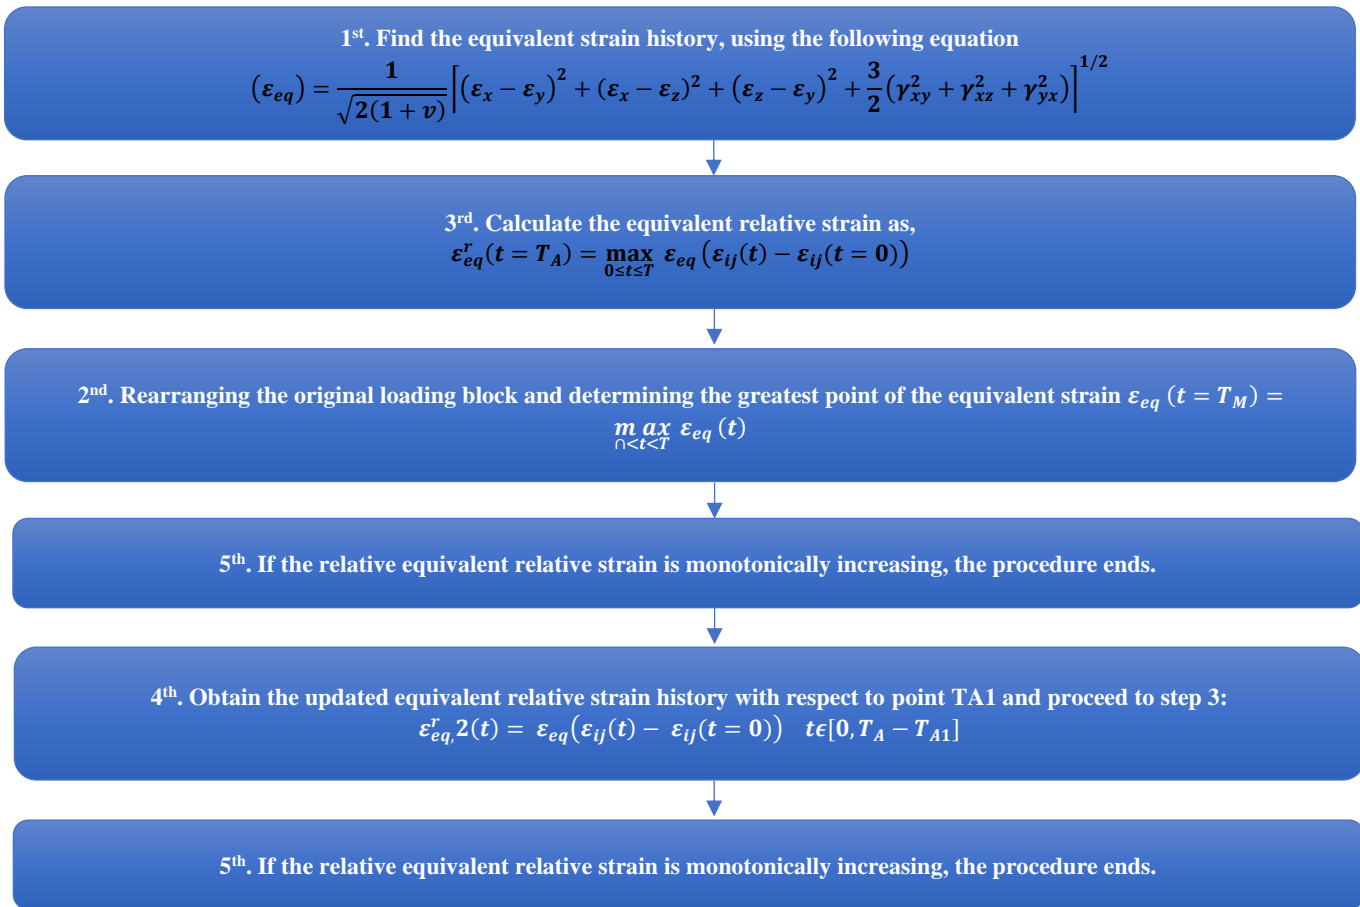 1st. Find the equivalent strain history, using the following equation
(ε_eq) = 1/√(2(1 + v)) [(ε_x − ε_y)^2 + (ε_x − ε_z)^2 + (ε_z − ε_y)^2 + 3/2 (γ_xy^2 + γ_xz^2 + γ_yx^2)]^1/2
3rd. Calculate the equivalent relative strain as,
ε_eq^r (t = T_A) = max_{0≤t≤T} ε_eq (ε_ij(t) − ε_ij(t = 0))
2nd. Rearranging the original loading block and determining the greatest point of the equivalent strain ε_eq (t = T_M) =
m ax_{∩<t<T} ε_eq (t)
5th. If the relative equivalent relative strain is monotonically increasing, the procedure ends.
4th. Obtain the updated equivalent relative strain history with respect to point TA1 and proceed to step 3:
ε_eq,^r 2(t) = ε_eq(ε_ij(t) − ε_ij(t = 0)) tϵ[0, T_A − T_A1]
5th. If the relative equivalent relative strain is monotonically increasing, the procedure ends.